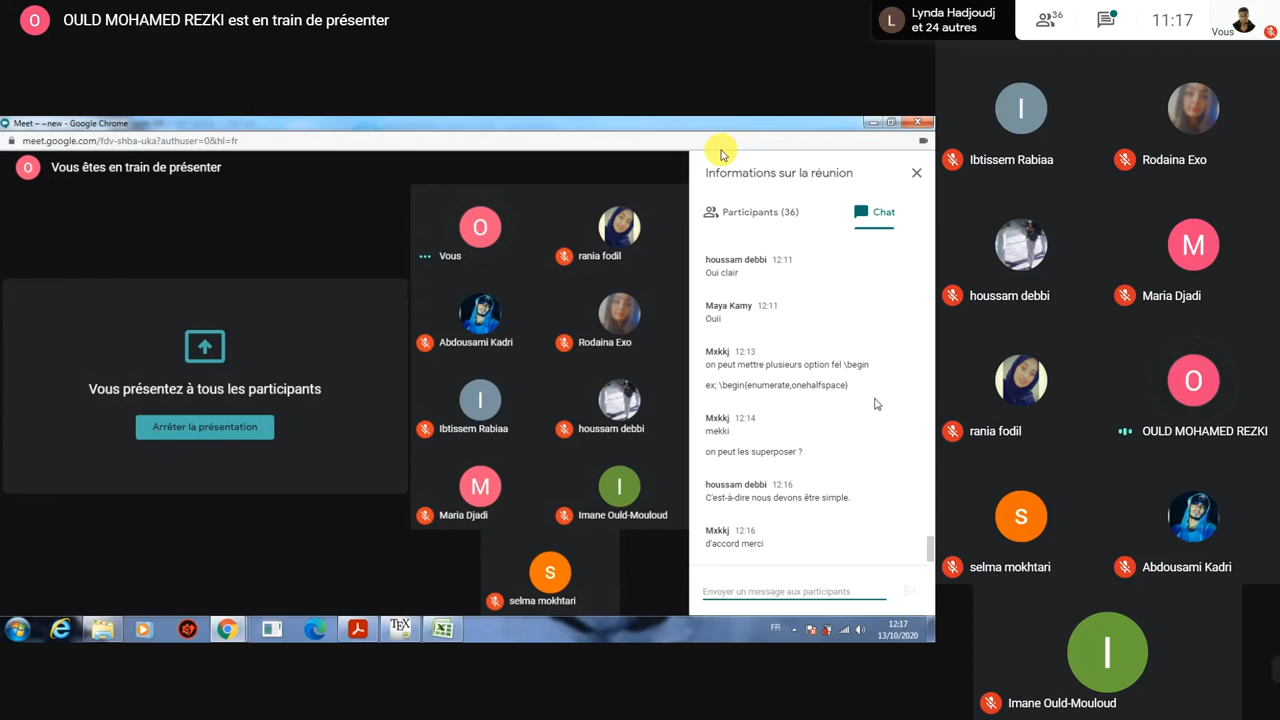 O
OULD MOHAMED REZKI est en train de présenter
L
Lynda Hadjoudj
et 24 autres
36
11:17
Vous
Meet – ~new - Google Chrome
meet.google.com/fdv-shba-uka?authuser=0&hl=fr
O
Vous êtes en train de présenter
Vous présentez à tous les participants
Arrêter la présentation
O
Vous
rania fodil
Abdousami Kadri
Rodaina Exo
I
Ibtissem Rabiaa
houssam debbi
M
Maria Djadi
I
Imane Ould-Mouloud
S
selma mokhtari
Informations sur la réunion
Participants (36)
Chat
houssam debbi 12:11
Oui clair
Maya Kamy 12:11
Ouii
Mxkkj 12:13
on peut mettre plusieurs option fel \begin
ex; \begin{enumerate,onehalfspace}
Mxkkj 12:14
mekki
on peut les superposer ?
houssam debbi 12:16
C'est-à-dire nous devons être simple.
Mxkkj 12:16
d'accord merci
Envoyer un message aux participants
TEX
FR
12:17
13/10/2020
I
Ibtissem Rabiaa
Rodaina Exo
houssam debbi
M
Maria Djadi
rania fodil
O
OULD MOHAMED REZKI
S
selma mokhtari
Abdousami Kadri
I
Imane Ould-Mouloud